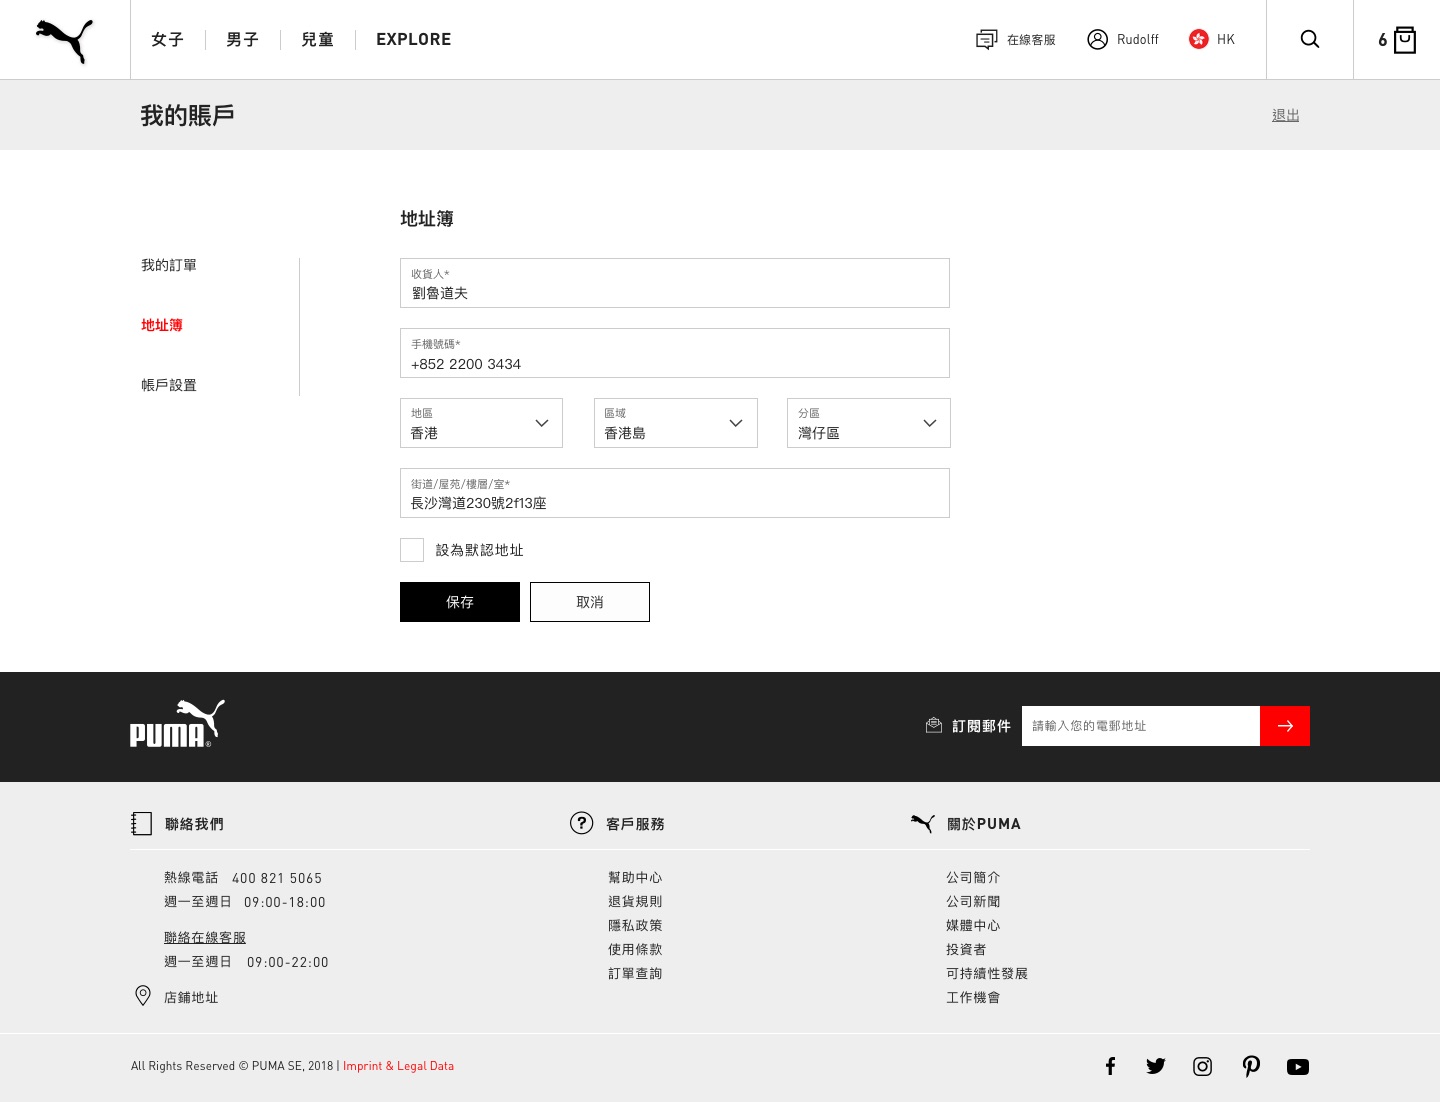 女子 男子 兒童 EXPLORE 在線客服 Rudolff HK 6
我的賬戶 退出
地址簿
我的訂單
地址簿
帳戶設置
收貨人*
劉魯道夫
手機號碼*
+852 2200 3434
地區 區域 分區
香港 香港島 灣仔區
街道/屋苑/樓層/室*
長沙灣道230號2f13座
設為默認地址
保存 取消
PUMA® 訂閱郵件 請輸入您的電郵地址
聯絡我們 客戶服務 關於PUMA
熱線電話 400 821 5065 幫助中心 公司簡介
週一至週日 09:00-18:00 退貨規則 公司新聞
隱私政策 媒體中心
聯絡在線客服 使用條款 投資者
週一至週日 09:00-22:00 訂單查詢 可持續性發展
店鋪地址 工作機會
All Rights Reserved © PUMA SE, 2018 | Imprint & Legal Data